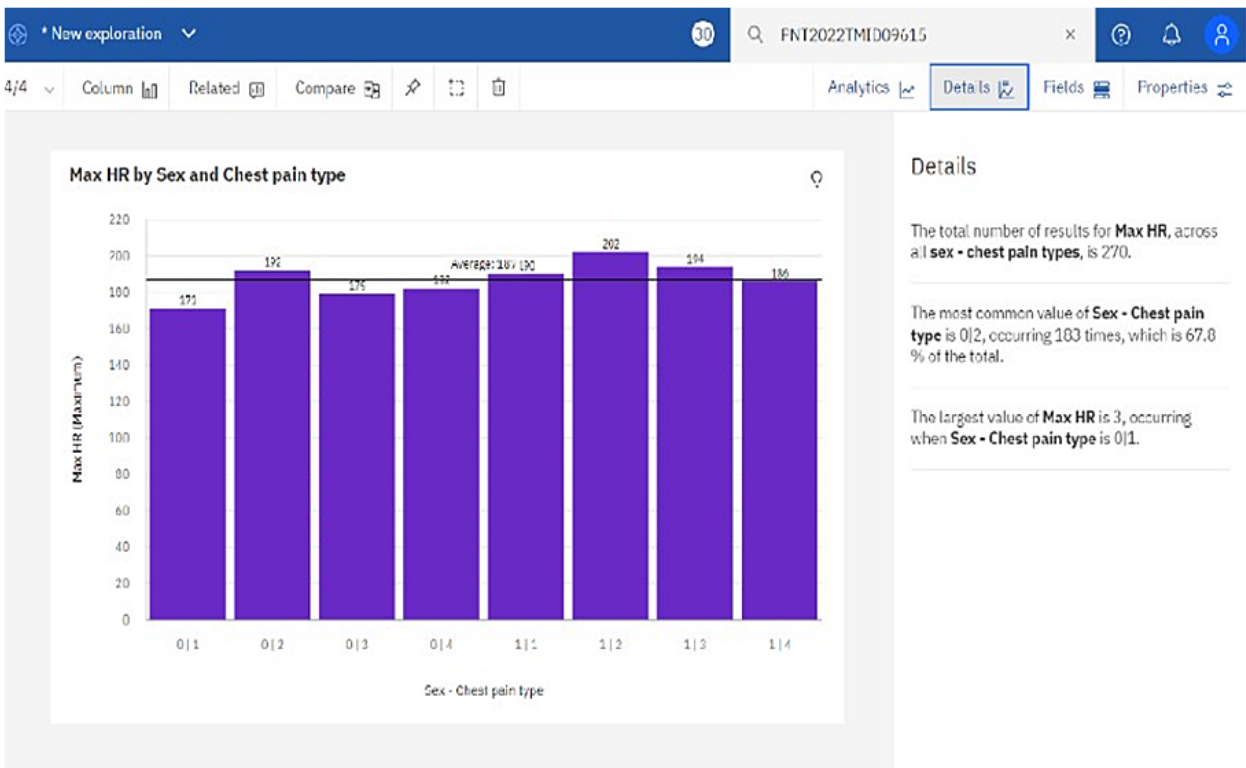 * New exploration
30
FNT2022TMID09615
×
4/4
Column
Related
Compare
Analytics
Details
Fields
Properties
Max HR by Sex and Chest pain type
220
200
180
160
140
120
100
80
60
40
20
0
Max HR (Maximum)
192
Average: 187
190
202
194
186
0|1
0|2
0|3
0|4
1|1
1|2
1|3
1|4
Sex - Chest pain type
Details
The total number of results for Max HR, across
all sex - chest pain types, is 270.
The most common value of Sex - Chest pain
type is 0|2, occurring 183 times, which is 67.8
% of the total.
The largest value of Max HR is 3, occurring
when Sex - Chest pain type is 0|1.